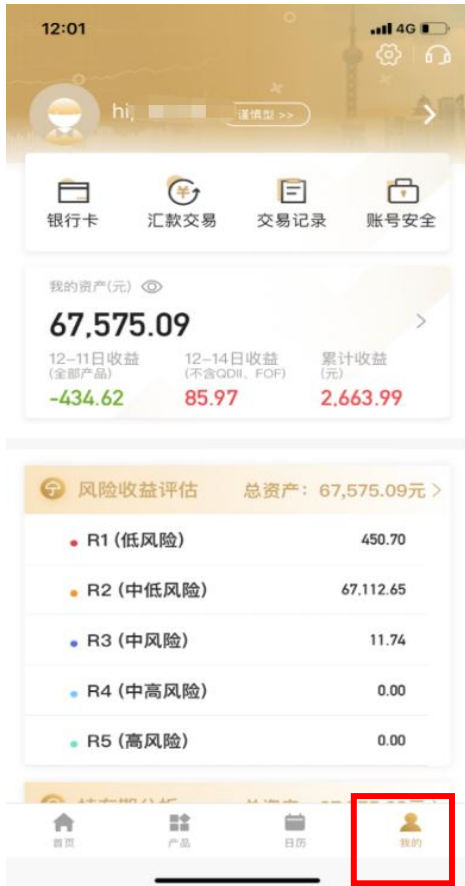 12:01 4G
hi,
谨慎型 >>
银行卡 汇款交易 交易记录 账号安全
我的资产(元)
67,575.09
12-11日收益 12-14日收益 累计收益
(全部产品) (不含QDII、FOF) (元)
-434.62 85.97 2,663.99
风险收益评估 总资产：67,575.09元
R1 (低风险) 450.70
R2 (中低风险) 67,112.65
R3 (中风险) 11.74
R4 (中高风险) 0.00
R5 (高风险) 0.00
首页 产品 日历 我的